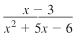 x − 3
x² + 5x − 6